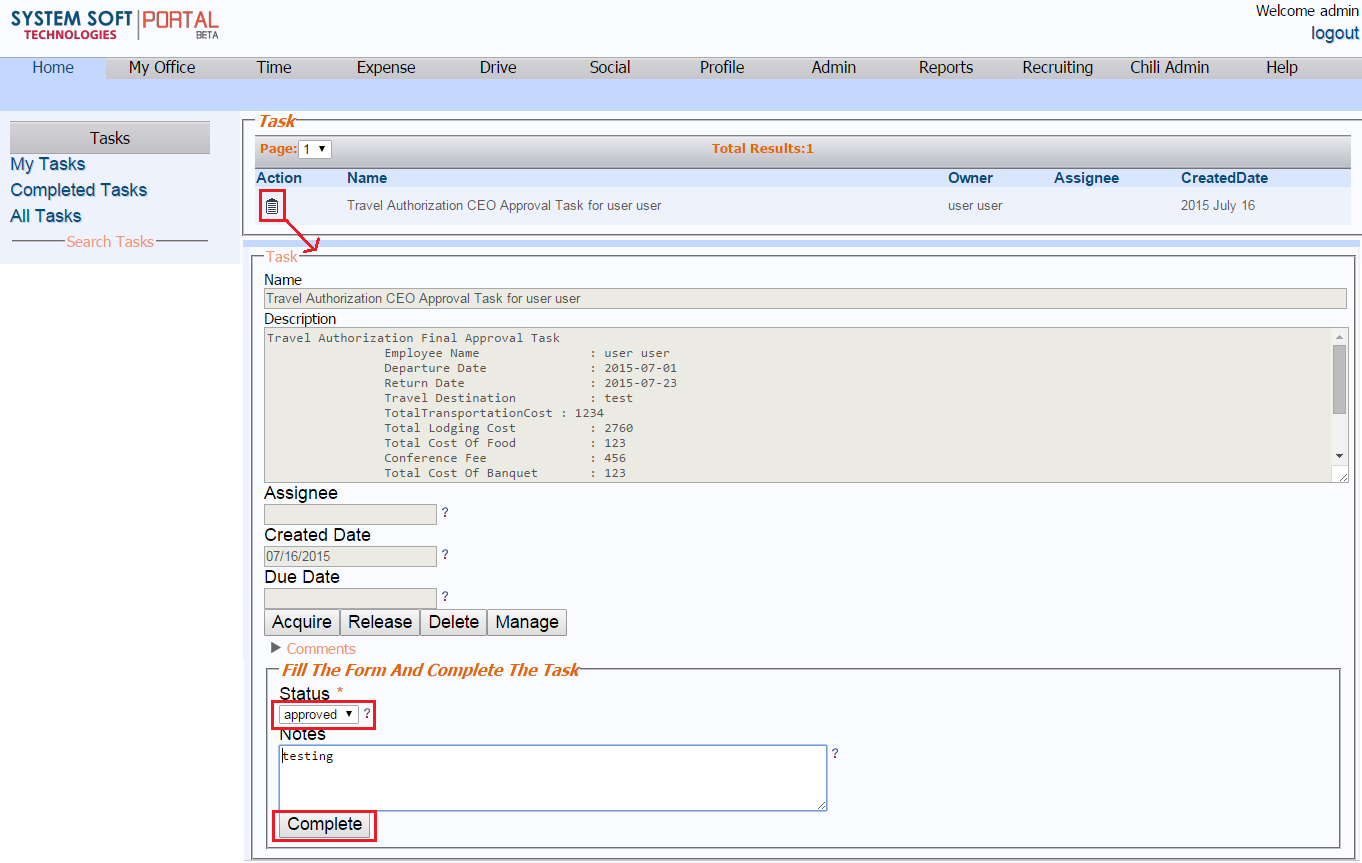 SYSTEM SOFT PORTAL
TECHNOLOGIES BETA
Welcome admin
logout
Home My Office Time Expense Drive Social Profile Admin Reports Recruiting Chili Admin Help
Tasks
My Tasks
Completed Tasks
All Tasks
Search Tasks
Task
Page: 1 Total Results:1
Action Name Owner Assignee CreatedDate
Travel Authorization CEO Approval Task for user user user user 2015 July 16
Task
Name
Travel Authorization CEO Approval Task for user user
Description
Travel Authorization Final Approval Task
Employee Name : user user
Departure Date : 2015-07-01
Return Date : 2015-07-23
Travel Destination : test
TotalTransportationCost : 1234
Total Lodging Cost : 2760
Total Cost Of Food : 123
Conference Fee : 456
Total Cost Of Banquet : 123
Assignee
?
Created Date
07/16/2015 ?
Due Date
?
Acquire Release Delete Manage
Comments
Fill The Form And Complete The Task
Status *
approved ?
Notes
testing ?
Complete